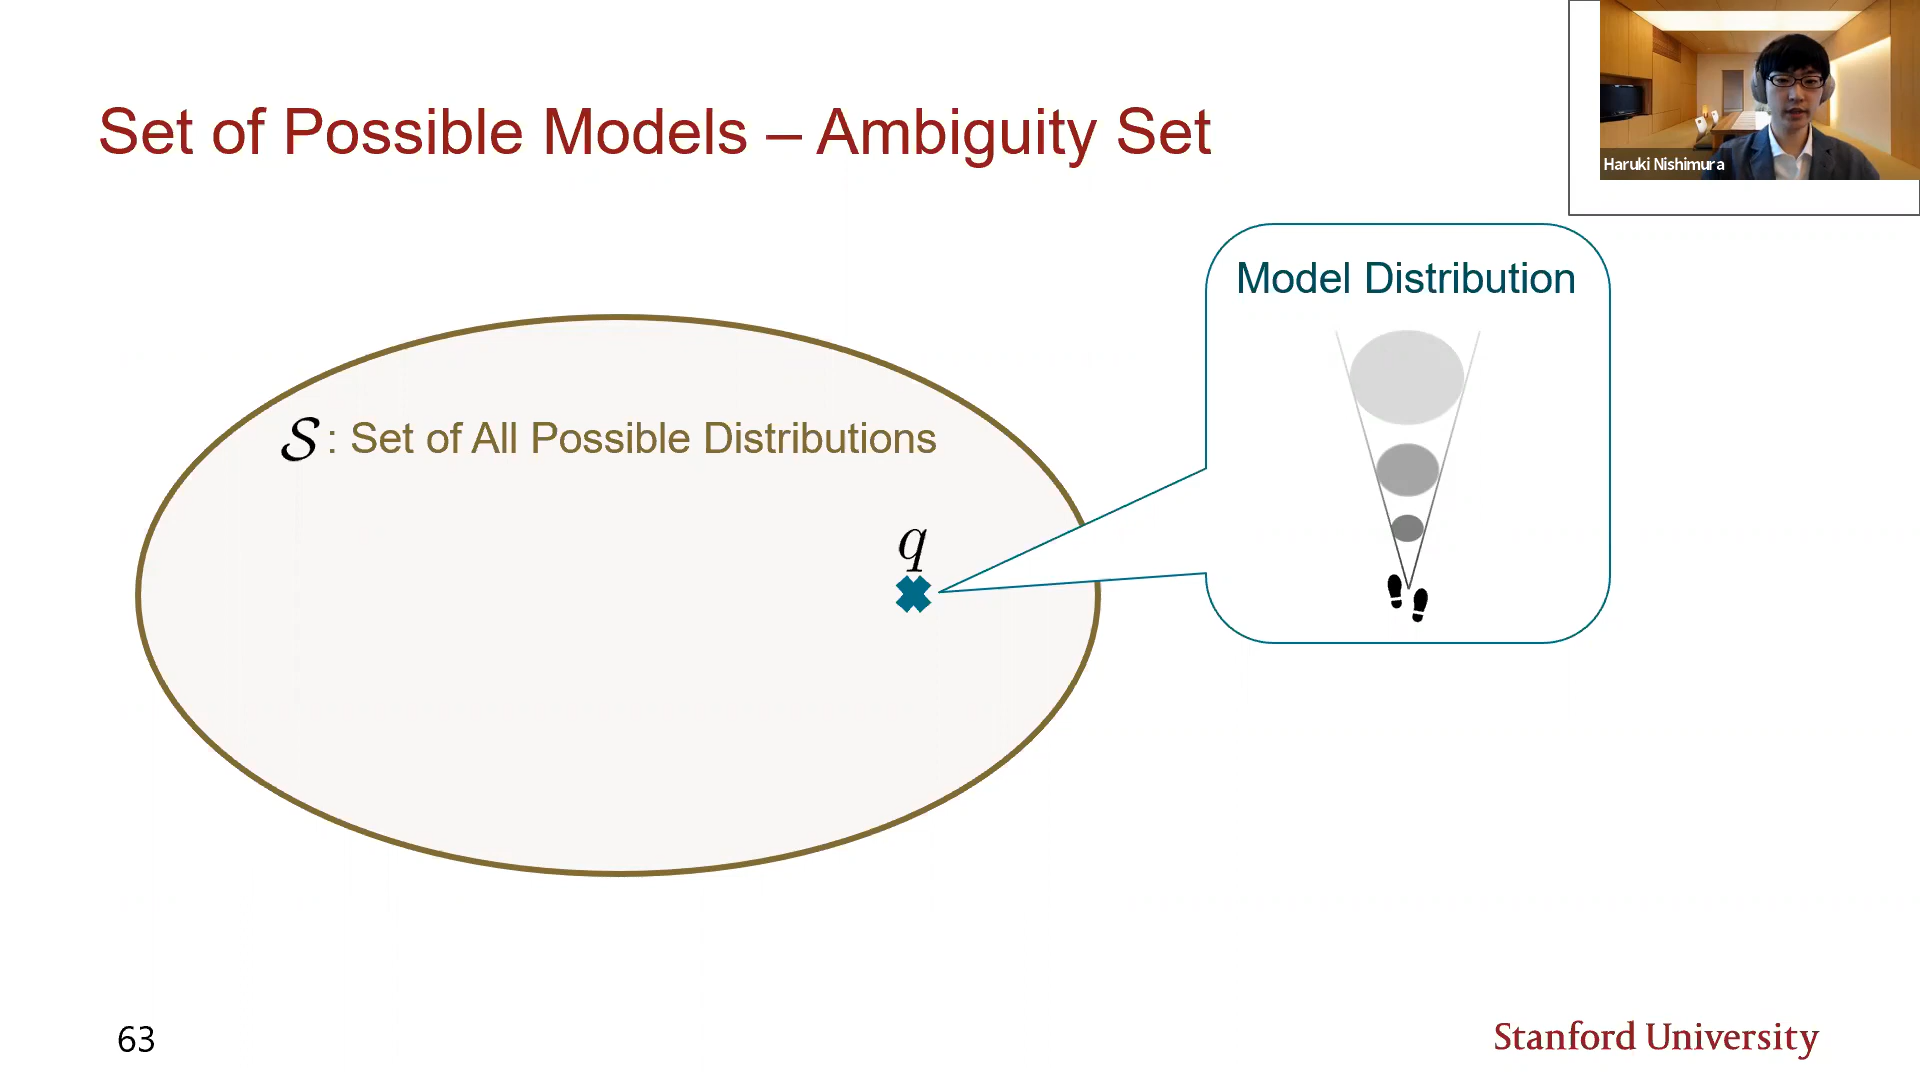 Set of Possible Models – Ambiguity Set
Haruki Nishimura
Model Distribution
𝒮 : Set of All Possible Distributions
q
63
Stanford University